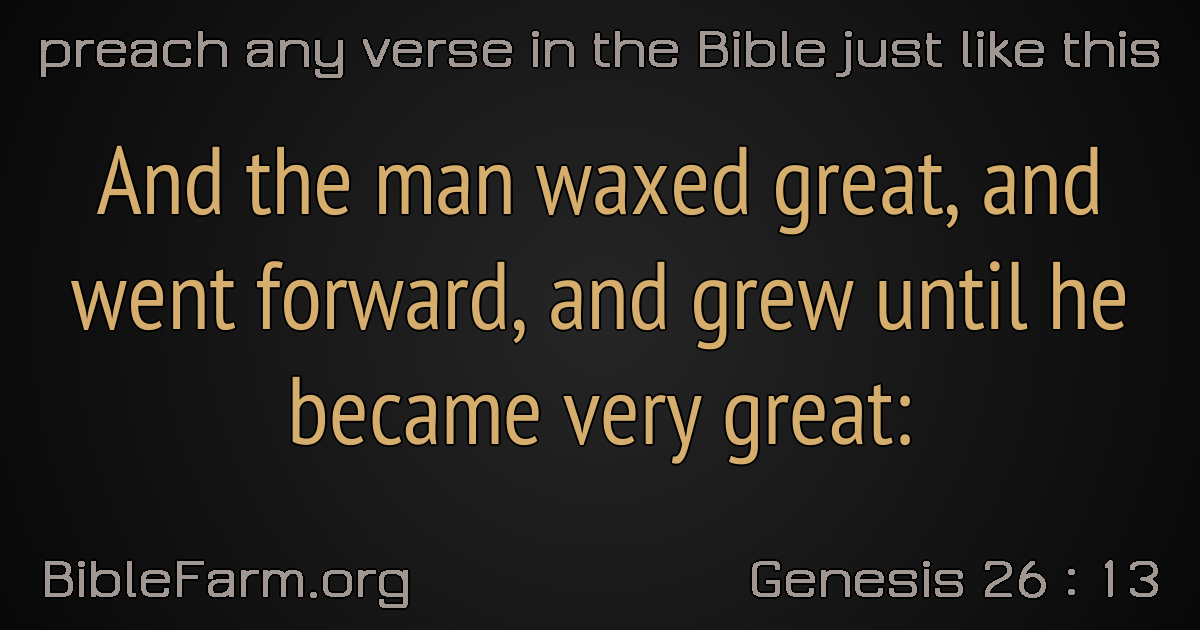 preach any verse in the Bible just like this
And the man waxed great, and
went forward, and grew until he
became very great:
BibleFarm.org
Genesis 26 : 13